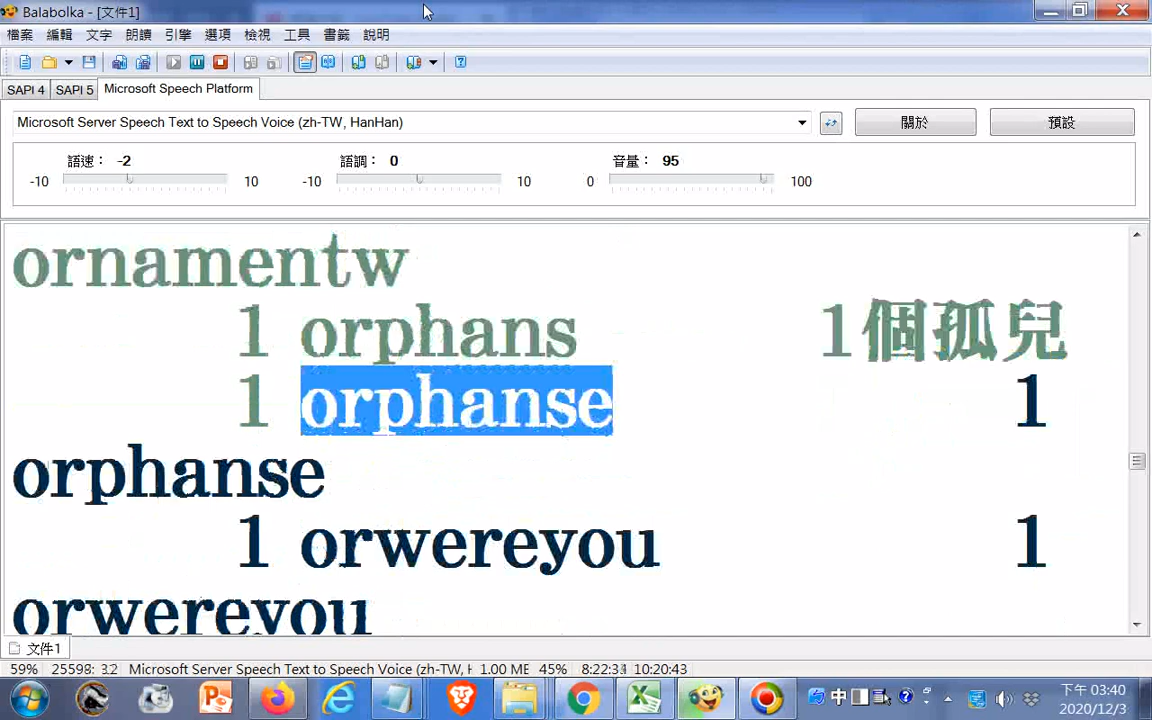 Balabolka - [文件1]
檔案 編輯 文字 朗讀 引擎 選項 檢視 工具 書籤 說明
SAPI 4 SAPI 5 Microsoft Speech Platform
Microsoft Server Speech Text to Speech Voice (zh-TW, HanHan) 關於 預設
語速： -2 語調： 0 音量： 95
-10 10 -10 10 0 100
ornamentw
1 orphans 1個孤兒
1 orphanse 1
orphanse
1 orwereyou 1
orwereyou
文件1
59% 25598: 32 Microsoft Server Speech Text to Speech Voice (zh-TW, H 1.00 ME 45% 8:22:34 10:20:43
中 下午 03:40
2020/12/3